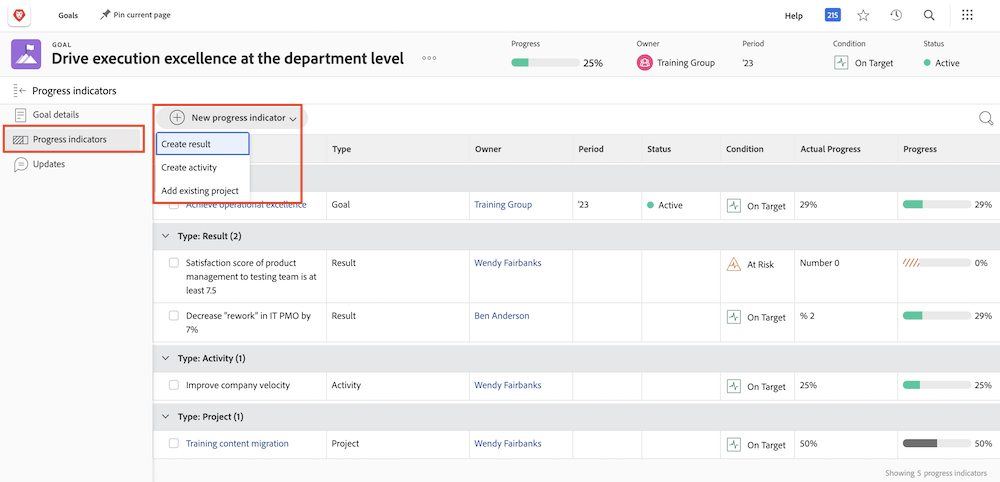 Goals
Pin current page
Help
215
GOAL
Drive execution excellence at the department level
Progress
25%
Owner
Training Group
Period
'23
Condition
On Target
Status
Active
Progress indicators
Goal details
Progress indicators
Updates
New progress indicator
Create result
Create activity
Add existing project
Type
Owner
Period
Status
Condition
Actual Progress
Progress
Achieve operational excellence
Goal
Training Group
'23
Active
On Target
29%
29%
Type: Result (2)
Satisfaction score of product
management to testing team is at
least 7.5
Result
Wendy Fairbanks
At Risk
Number 0
0%
Decrease "rework" in IT PMO by
7%
Result
Ben Anderson
On Target
% 2
29%
Type: Activity (1)
Improve company velocity
Activity
Wendy Fairbanks
On Target
25%
25%
Type: Project (1)
Training content migration
Project
Wendy Fairbanks
On Target
50%
50%
Showing 5 progress indicators